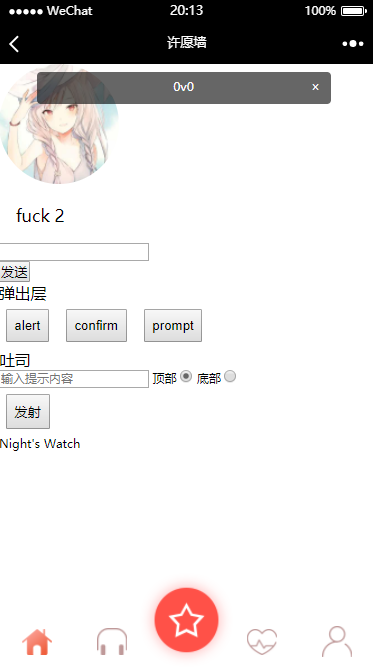 WeChat 20:13 100%
许愿墙
0v0 ×
fuck 2
发送
弹出层
alert confirm prompt
吐司
输入提示内容 顶部 底部
发射
Night's Watch